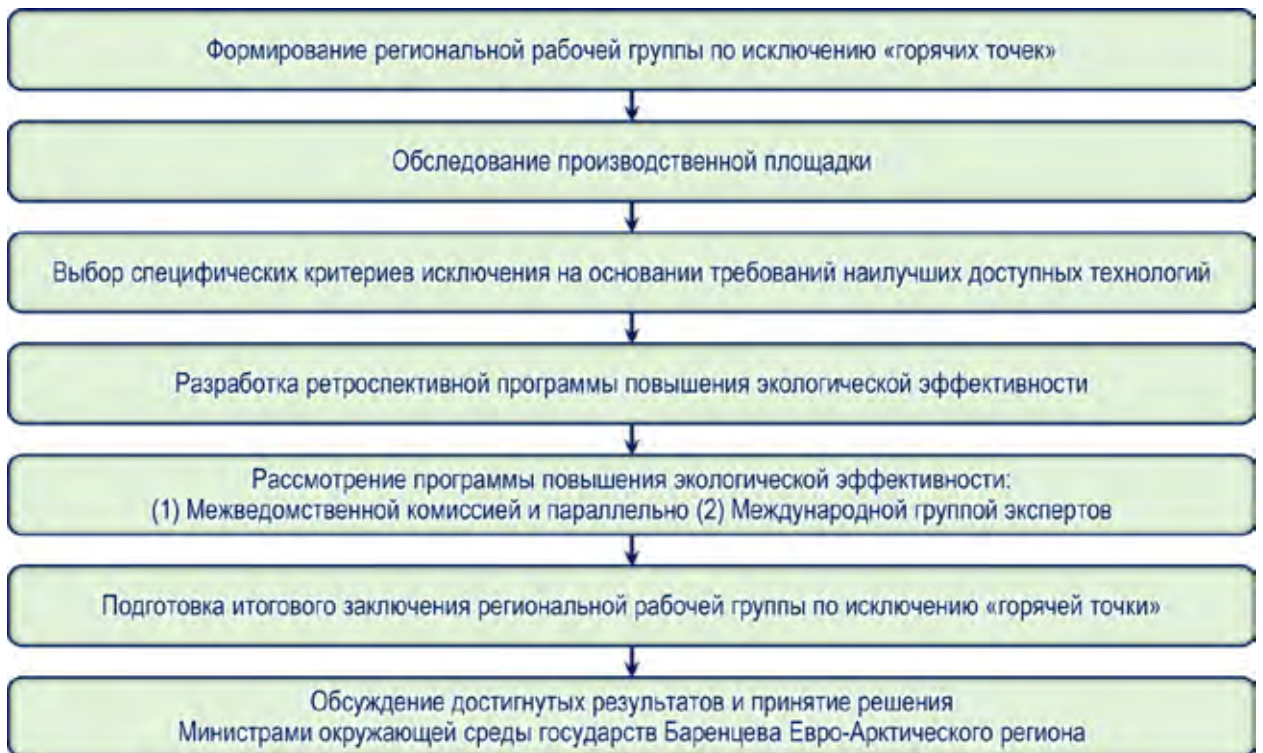 Формирование региональной рабочей группы по исключению «горячих точек»
Обследование производственной площадки
Выбор специфических критериев исключения на основании требований наилучших доступных технологий
Разработка ретроспективной программы повышения экологической эффективности
Рассмотрение программы повышения экологической эффективности:
(1) Межведомственной комиссией и параллельно (2) Международной группой экспертов
Подготовка итогового заключения региональной рабочей группы по исключению «горячей точки»
Обсуждение достигнутых результатов и принятие решения
Министрами окружающей среды государств Баренцева Евро-Арктического региона